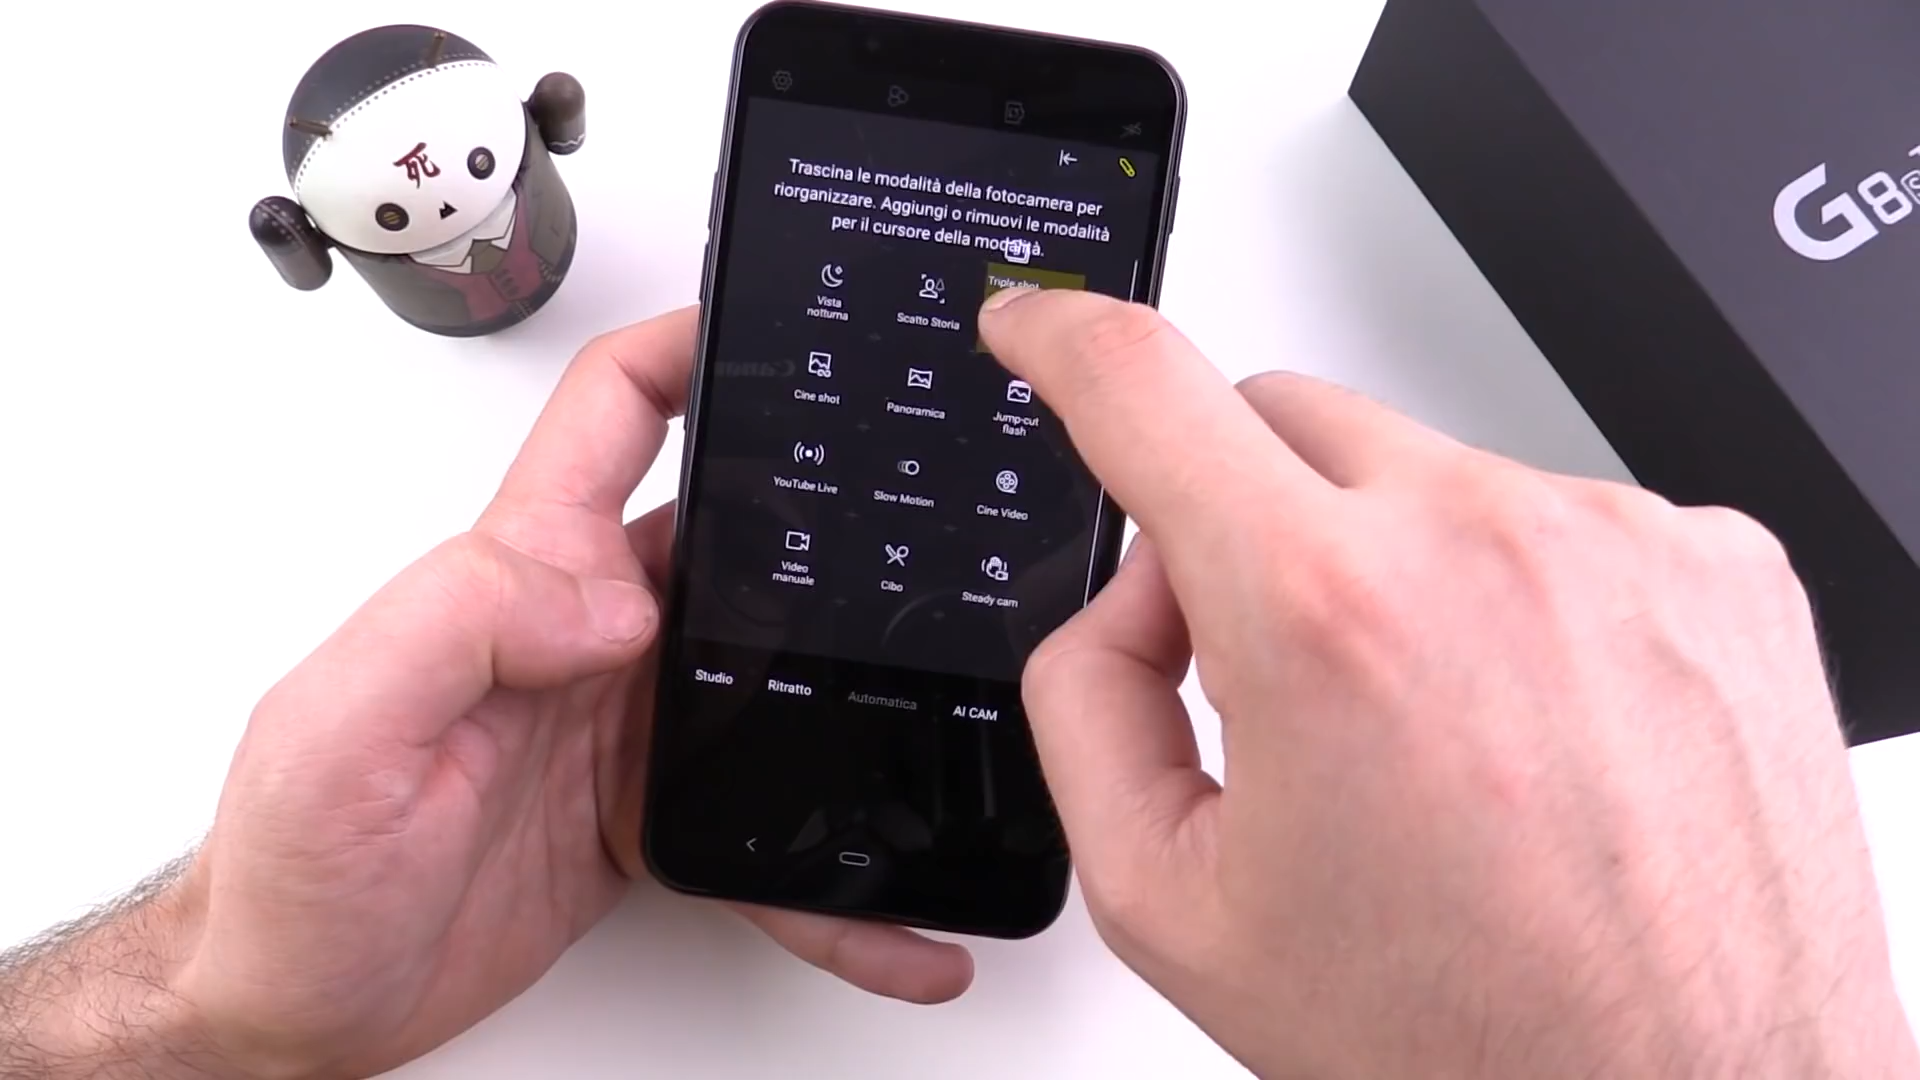 死
G8
Trascina le modalità della fotocamera per
riorganizzare. Aggiungi o rimuovi le modalità
per il cursore della modalità.
Vista
notturna
Scatto Storia
Triple shot
Cine shot
Panoramica
Jump-cut
flash
YouTube Live
Slow Motion
Cine Video
Video
manuale
Cibo
Steady cam
Studio
Ritratto
Automatica
AI CAM